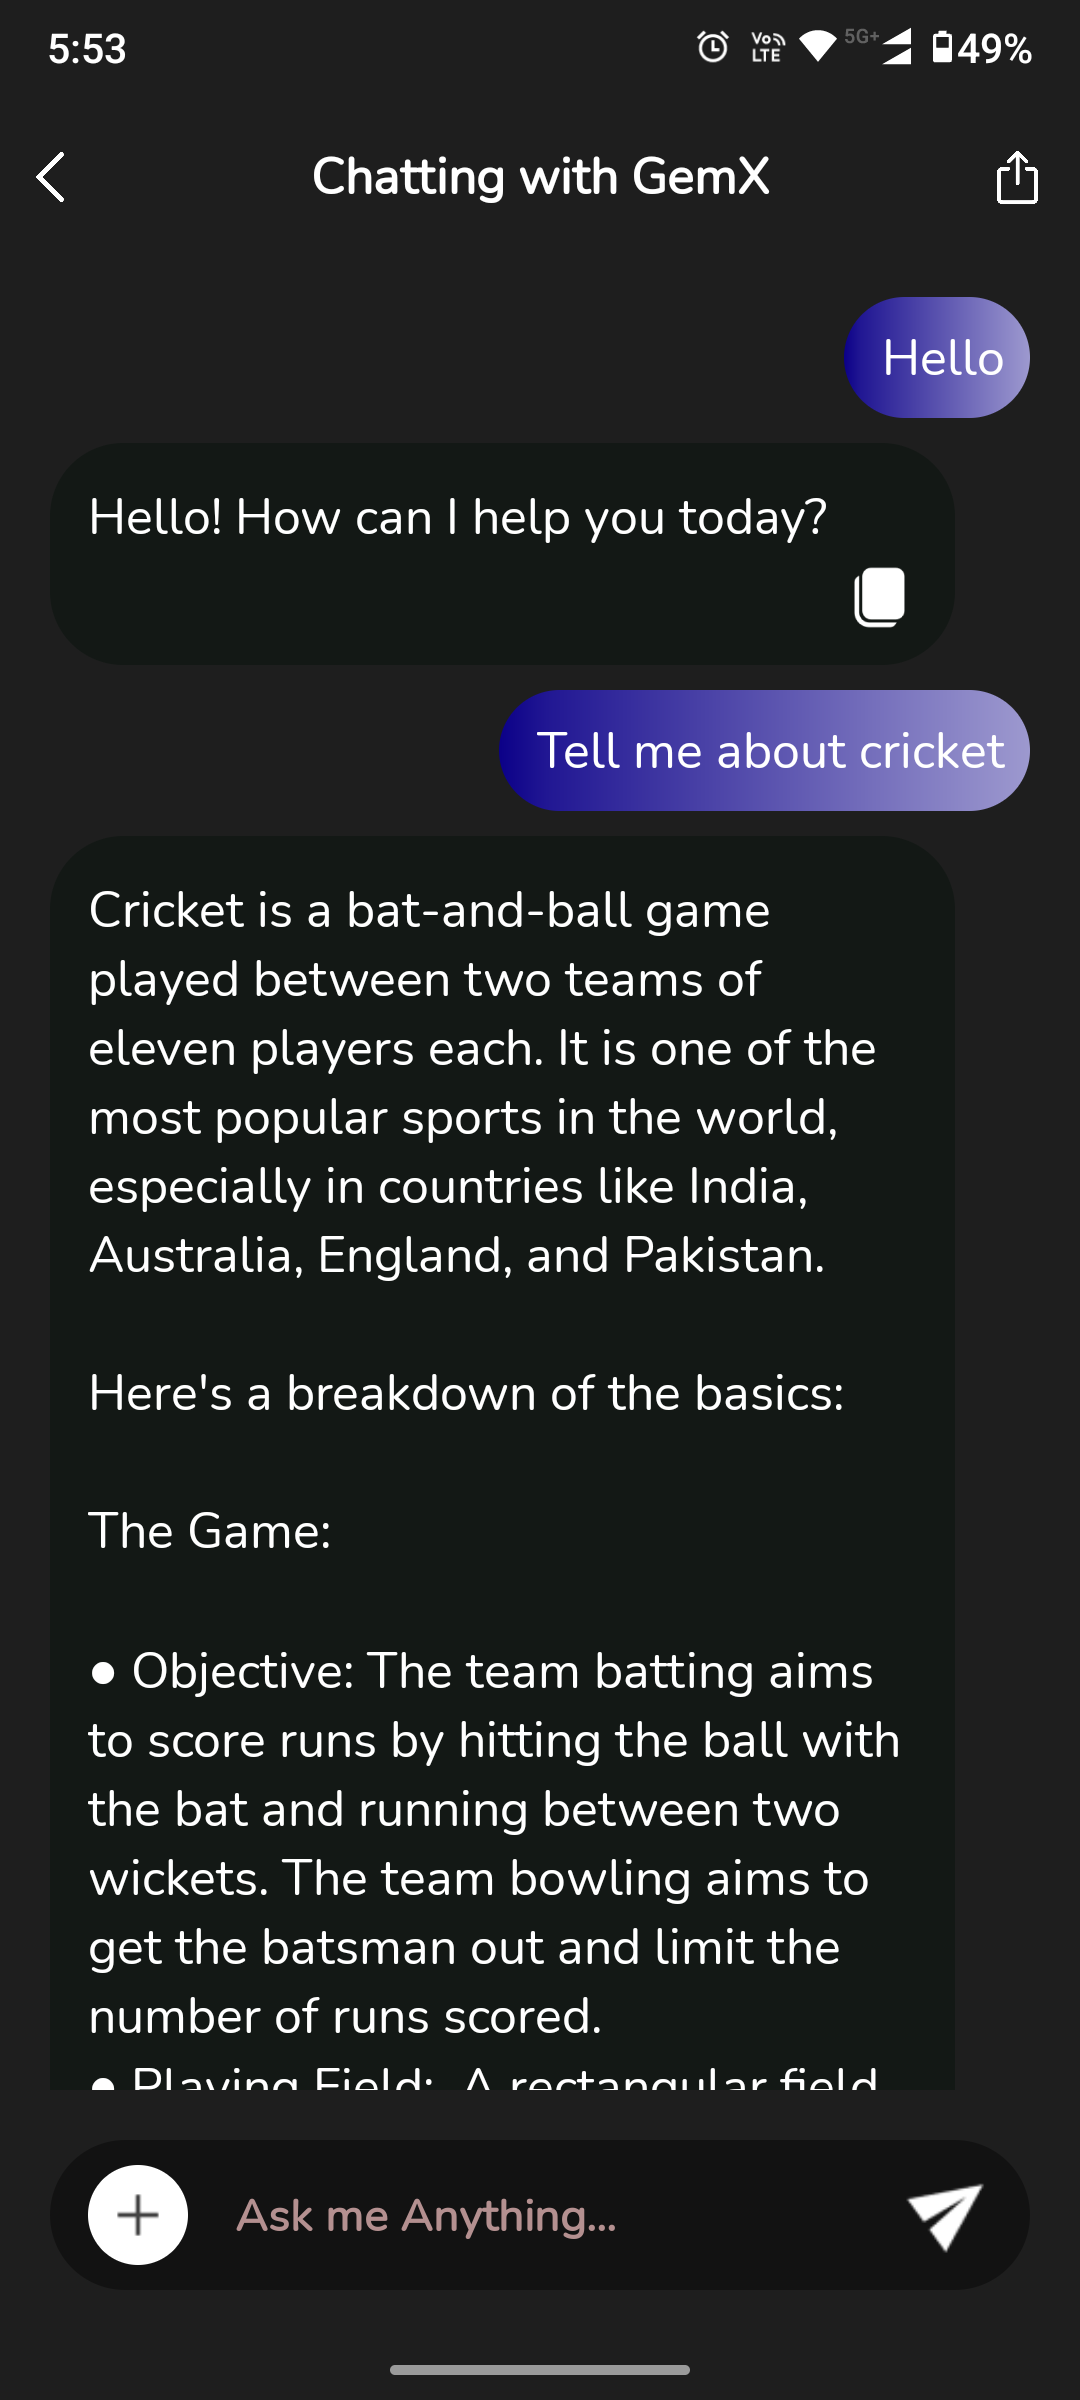 5:53
Vo
LTE
5G+
49%
Chatting with GemX
Hello
Hello! How can I help you today?
Tell me about cricket
Cricket is a bat-and-ball game
played between two teams of
eleven players each. It is one of the
most popular sports in the world,
especially in countries like India,
Australia, England, and Pakistan.
Here's a breakdown of the basics:
The Game:
● Objective: The team batting aims
to score runs by hitting the ball with
the bat and running between two
wickets. The team bowling aims to
get the batsman out and limit the
number of runs scored.
● Playing Field: A rectangular field
Ask me Anything...